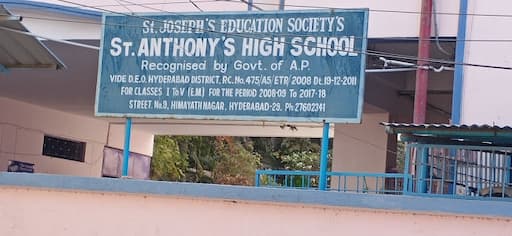 ST. JOSEPH'S EDUCATION SOCIETY'S
ST. ANTHONY'S HIGH SCHOOL
Recognised by Govt. of A.P.
VIDE D.E.O. HYDERABAD DISTRICT, RC. No. 475/A5/ETR/2008 Dt. 19-12-2011
FOR CLASSES I To V (E.M) FOR THE PERIOD 2008-09 To 2017-18
STREET No.9, HIMAYATHNAGAR, HYDERABAD-29. Ph: 27602341